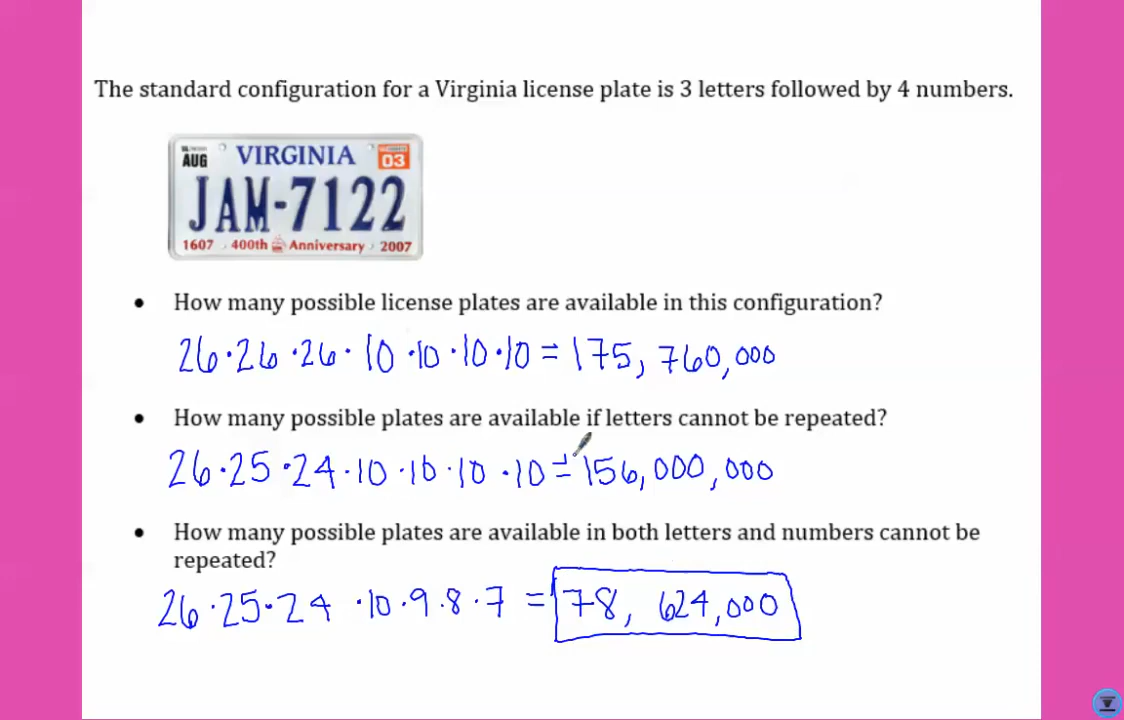 The standard configuration for a Virginia license plate is 3 letters followed by 4 numbers.
AUG VIRGINIA 03
JAM-7122
1607 400th Anniversary 2007
• How many possible license plates are available in this configuration?
26·26·26·10·10·10·10=175,760,000
• How many possible plates are available if letters cannot be repeated?
26·25·24·10·10·10·10=156,000,000
• How many possible plates are available in both letters and numbers cannot be
repeated?
26·25·24·10·9·8·7=78,624,000